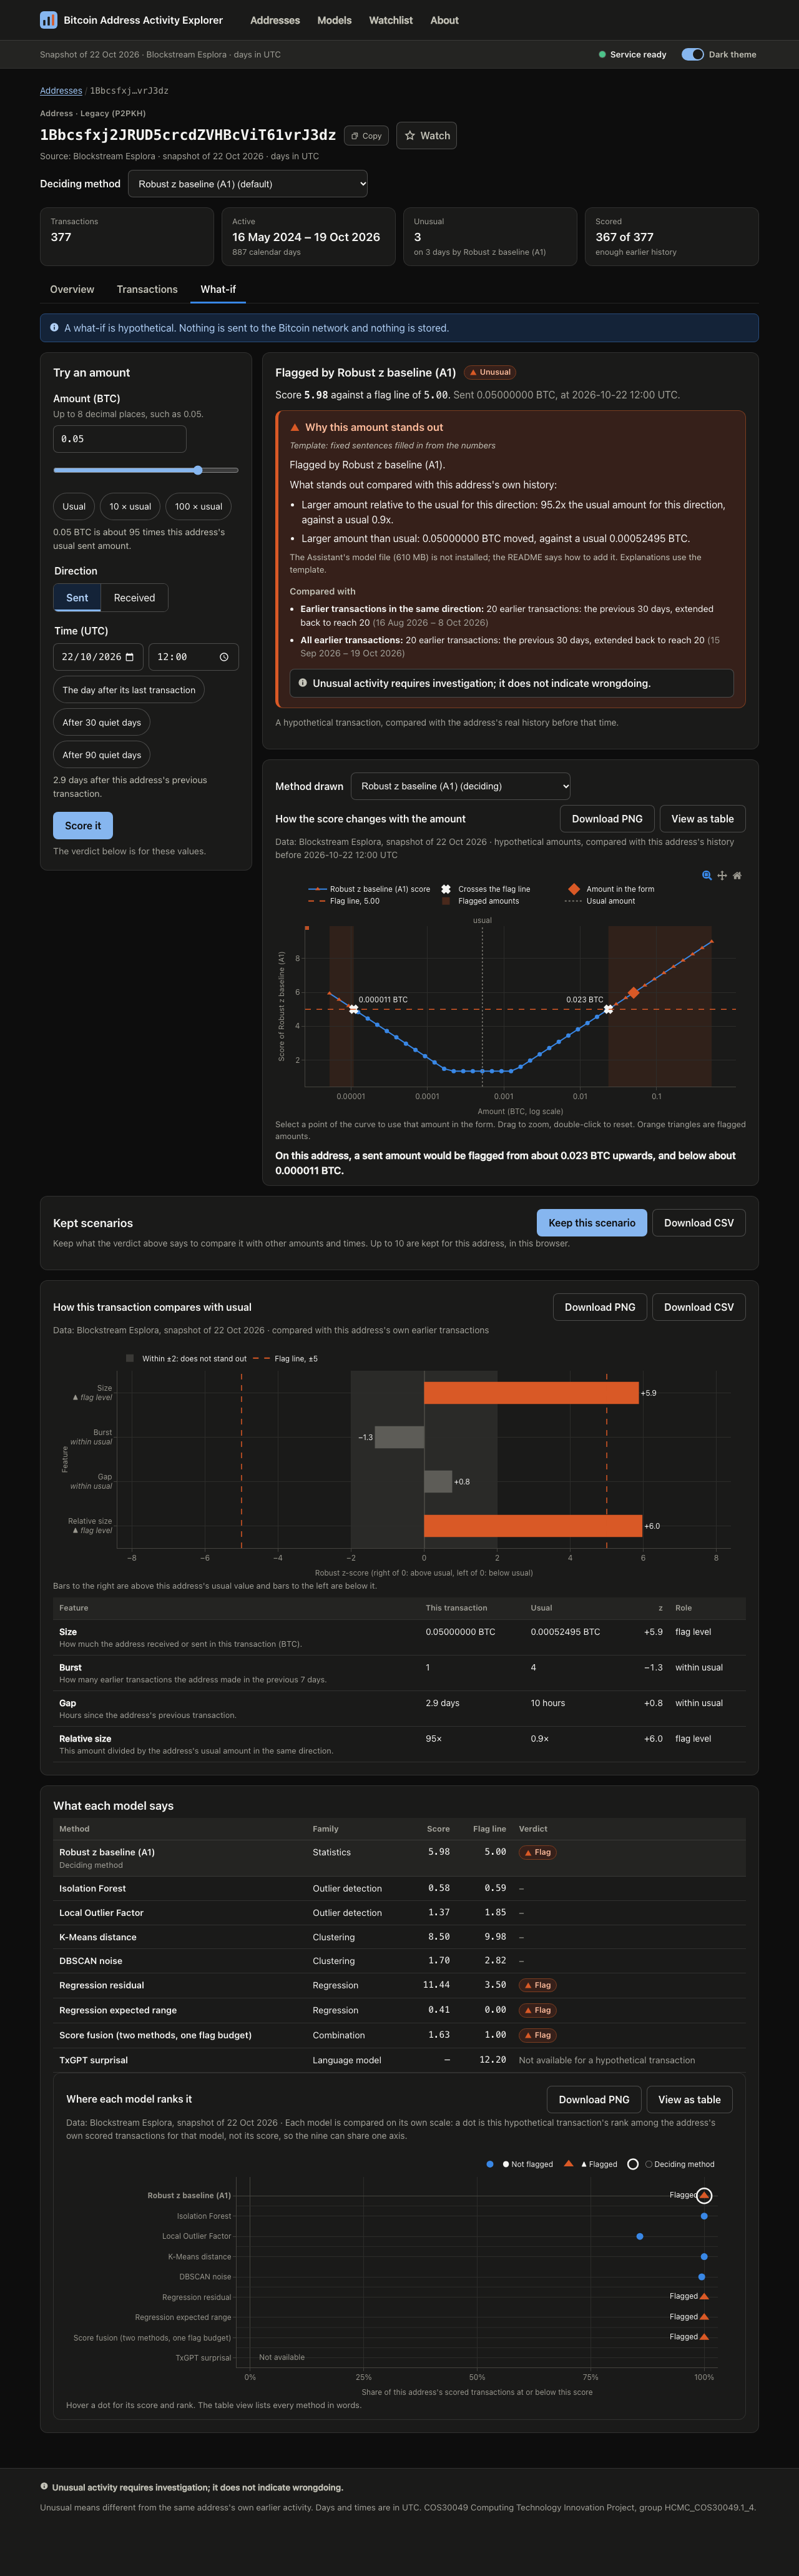 Bitcoin Address Activity Explorer
Addresses
Models
Watchlist
About
Snapshot of 22 Oct 2026 · Blockstream Esplora · days in UTC
Service ready
Dark theme
Addresses / 1Bbcsfxj…vrJ3dz
Address · Legacy (P2PKH)
1Bbcsfxj2JRUD5crcdZVHBcViT61vrJ3dz
Copy
Watch
Source: Blockstream Esplora · snapshot of 22 Oct 2026 · days in UTC
Deciding method
Robust z baseline (A1) (default)
Transactions
377
Active
16 May 2024 – 19 Oct 2026
887 calendar days
Unusual
3
on 3 days by Robust z baseline (A1)
Scored
367 of 377
enough earlier history
Overview
Transactions
What-if
A what-if is hypothetical. Nothing is sent to the Bitcoin network and nothing is stored.
Try an amount
Amount (BTC)
Up to 8 decimal places, such as 0.05.
0.05
Usual
10 × usual
100 × usual
0.05 BTC is about 95 times this address's
usual sent amount.
Direction
Sent
Received
Time (UTC)
22/10/2026
12:00
The day after its last transaction
After 30 quiet days
After 90 quiet days
2.9 days after this address's previous
transaction.
Score it
The verdict below is for these values.
Flagged by Robust z baseline (A1)
Unusual
Score 5.98 against a flag line of 5.00. Sent 0.05000000 BTC, at 2026-10-22 12:00 UTC.
Why this amount stands out
Template: fixed sentences filled in from the numbers
Flagged by Robust z baseline (A1).
What stands out compared with this address's own history:
• Larger amount relative to the usual for this direction: 95.2x the usual amount for this direction,
against a usual 0.9x.
• Larger amount than usual: 0.05000000 BTC moved, against a usual 0.00052495 BTC.
The Assistant's model file (610 MB) is not installed; the README says how to add it. Explanations use the
template.
Compared with
• Earlier transactions in the same direction: 20 earlier transactions: the previous 30 days, extended
back to reach 20 (16 Aug 2026 – 8 Oct 2026)
• All earlier transactions: 20 earlier transactions: the previous 30 days, extended back to reach 20 (15
Sep 2026 – 19 Oct 2026)
Unusual activity requires investigation; it does not indicate wrongdoing.
A hypothetical transaction, compared with the address's real history before that time.
Method drawn
Robust z baseline (A1) (deciding)
How the score changes with the amount
Download PNG
View as table
Data: Blockstream Esplora, snapshot of 22 Oct 2026 · hypothetical amounts, compared with this address's history
before 2026-10-22 12:00 UTC
Robust z baseline (A1) score
Crosses the flag line
Amount in the form
Flag line, 5.00
Flagged amounts
Usual amount
usual
0.000011 BTC
0.023 BTC
Score of Robust z baseline (A1)
8
6
4
2
0.00001
0.0001
0.001
0.01
0.1
Amount (BTC, log scale)
Select a point of the curve to use that amount in the form. Drag to zoom, double-click to reset. Orange triangles are flagged
amounts.
On this address, a sent amount would be flagged from about 0.023 BTC upwards, and below about
0.000011 BTC.
Kept scenarios
Keep this scenario
Download CSV
Keep what the verdict above says to compare it with other amounts and times. Up to 10 are kept for this address, in this browser.
How this transaction compares with usual
Download PNG
Download CSV
Data: Blockstream Esplora, snapshot of 22 Oct 2026 · compared with this address's own earlier transactions
Within ±2: does not stand out
Flag line, ±5
Feature
Size
▲ flag level
+5.9
Burst
within usual
−1.3
Gap
within usual
+0.8
Relative size
▲ flag level
+6.0
−8
−6
−4
−2
0
2
4
6
8
Robust z-score (right of 0: above usual, left of 0: below usual)
Bars to the right are above this address's usual value and bars to the left are below it.
Feature
This transaction
Usual
z
Role
Size
0.05000000 BTC
0.00052495 BTC
+5.9
flag level
How much the address received or sent in this transaction (BTC).
Burst
1
4
−1.3
within usual
How many earlier transactions the address made in the previous 7 days.
Gap
2.9 days
10 hours
+0.8
within usual
Hours since the address's previous transaction.
Relative size
95×
0.9×
+6.0
flag level
This amount divided by the address's usual amount in the same direction.
What each model says
Method
Family
Score
Flag line
Verdict
Robust z baseline (A1)
Statistics
5.98
5.00
Flag
Deciding method
Isolation Forest
Outlier detection
0.58
0.59
–
Local Outlier Factor
Outlier detection
1.37
1.85
–
K-Means distance
Clustering
8.50
9.98
–
DBSCAN noise
Clustering
1.70
2.82
–
Regression residual
Regression
11.44
3.50
Flag
Regression expected range
Regression
0.41
0.00
Flag
Score fusion (two methods, one flag budget)
Combination
1.63
1.00
Flag
TxGPT surprisal
Language model
–
12.20
Not available for a hypothetical transaction
Where each model ranks it
Download PNG
View as table
Data: Blockstream Esplora, snapshot of 22 Oct 2026 · Each model is compared on its own scale: a dot is this hypothetical transaction's rank among the address's
own scored transactions for that model, not its score, so the nine can share one axis.
● Not flagged
▲ Flagged
○ Deciding method
Robust z baseline (A1)
Flagged
Isolation Forest
Local Outlier Factor
K-Means distance
DBSCAN noise
Regression residual
Flagged
Regression expected range
Flagged
Score fusion (two methods, one flag budget)
Flagged
TxGPT surprisal
Not available
0%
25%
50%
75%
100%
Share of this address's scored transactions at or below this score
Hover a dot for its score and rank. The table view lists every method in words.
Unusual activity requires investigation; it does not indicate wrongdoing.
Unusual means different from the same address's own earlier activity. Days and times are in UTC. COS30049 Computing Technology Innovation Project, group HCMC_COS30049.1_4.